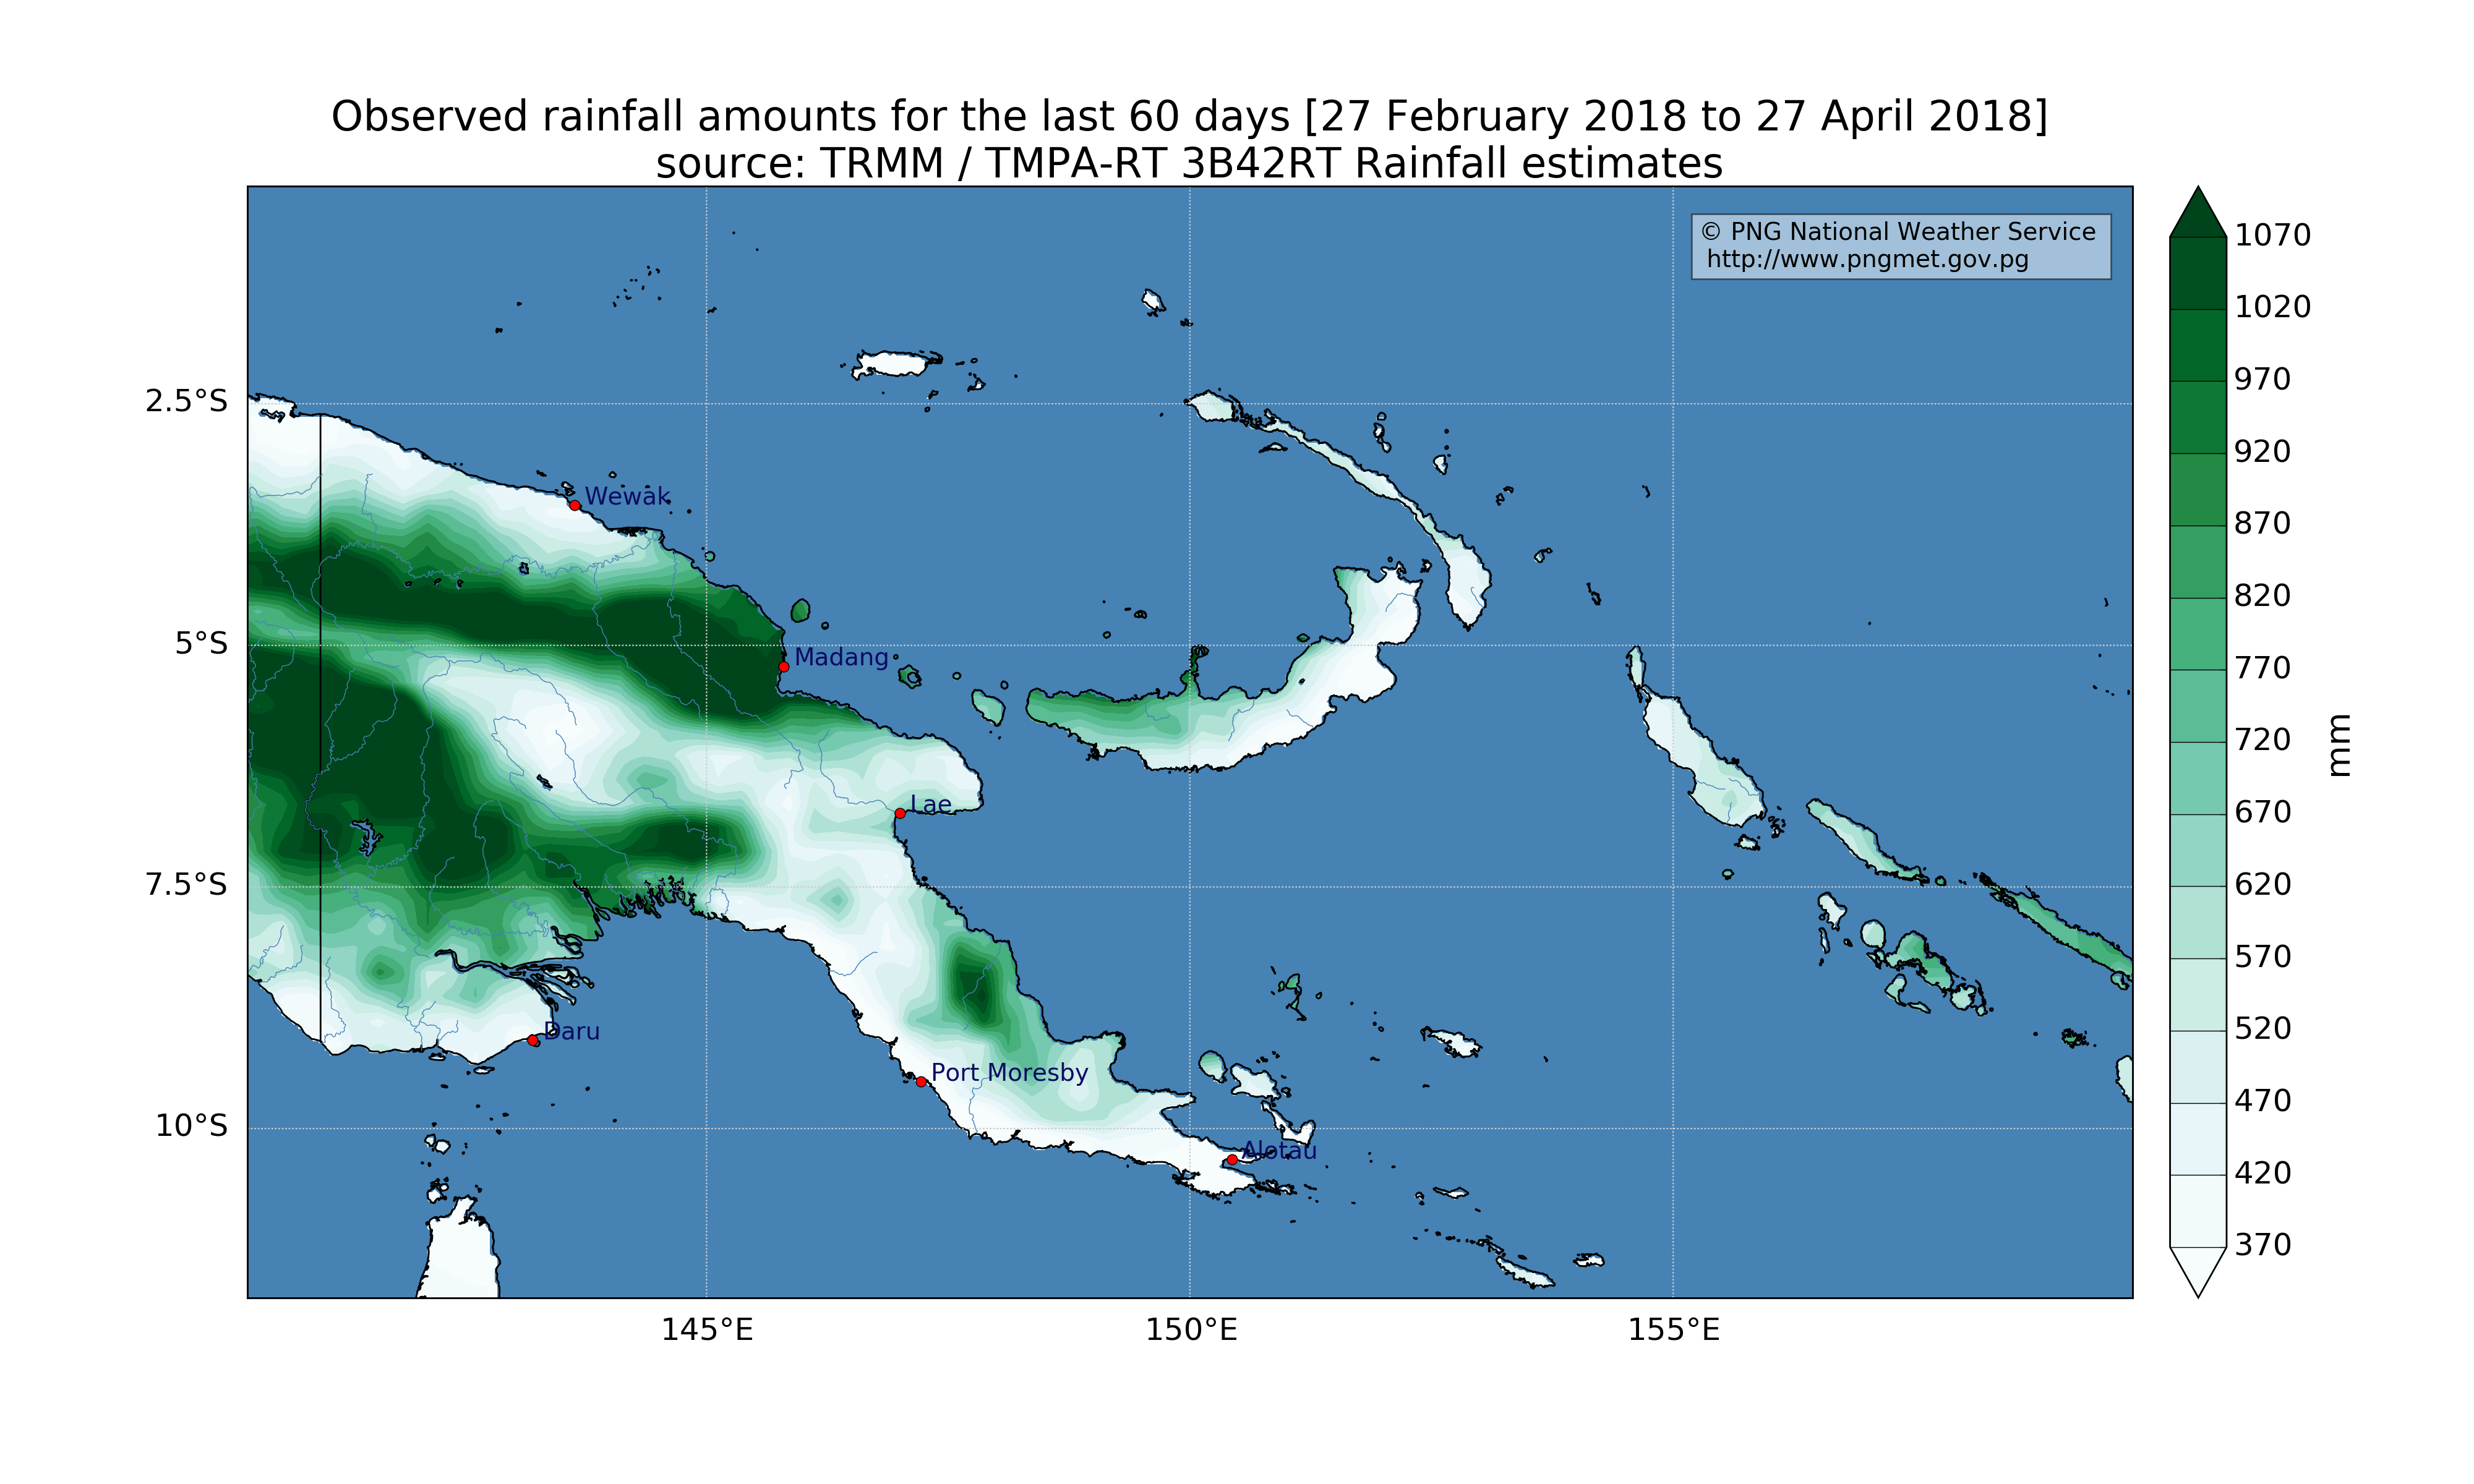 Observed rainfall amounts for the last 60 days [27 February 2018 to 27 April 2018]
source: TRMM / TMPA-RT 3B42RT Rainfall estimates
© PNG National Weather Service
http://www.pngmet.gov.pg
2.5°S
5°S
7.5°S
10°S
Wewak
Madang
Lae
Daru
Port Moresby
Alotau
145°E
150°E
155°E
1070
1020
970
920
870
820
770
720
670
620
570
520
470
420
370
mm